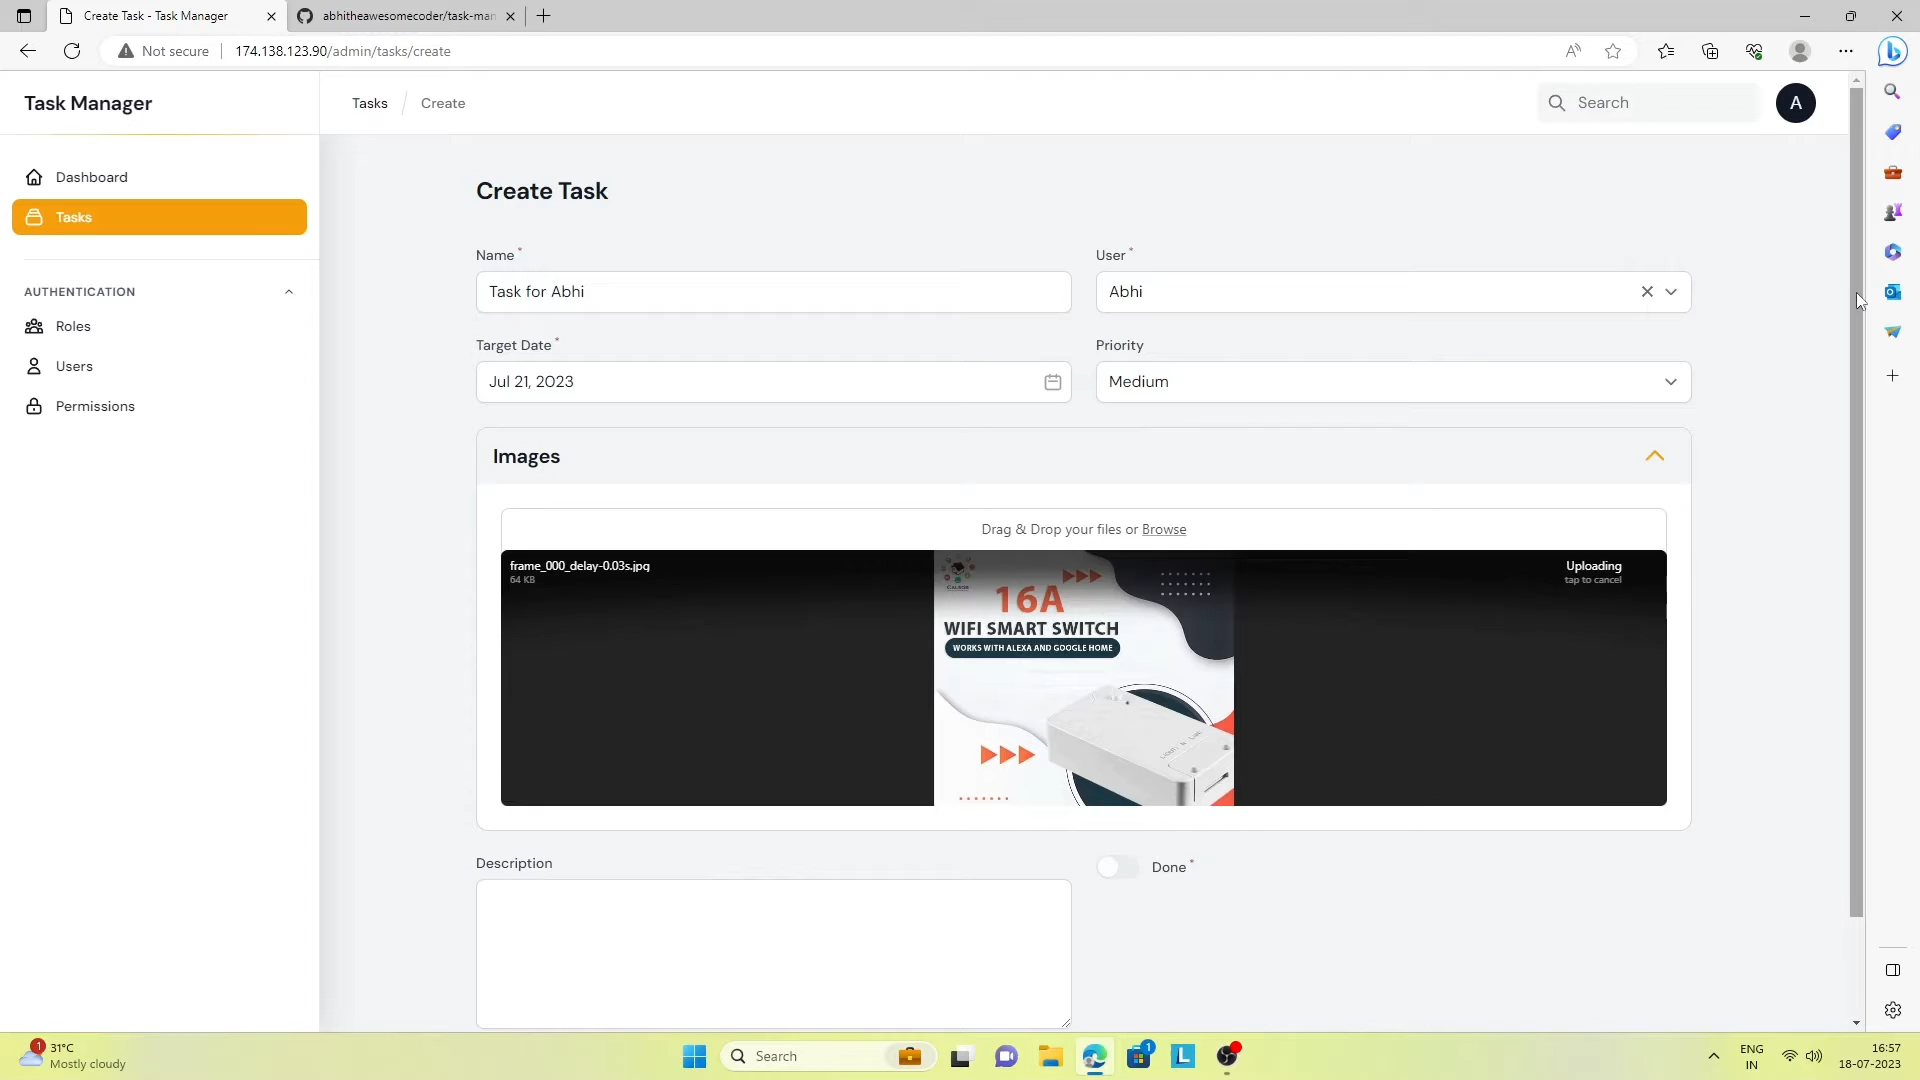 Create Task - Task Manager
abhitheawesomecoder/task-man
Not secure
174.138.123.90/admin/tasks/create
Task Manager
Tasks
Create
Search
A
Dashboard
Tasks
AUTHENTICATION
Roles
Users
Permissions
Create Task
Name*
User*
Task for Abhi
Abhi
Target Date*
Priority
Jul 21, 2023
Medium
Images
Drag & Drop your files or Browse
frame_000_delay-0.03s.jpg
64 KB
Uploading
tap to cancel
16A
WIFI SMART SWITCH
WORKS WITH ALEXA AND GOOGLE HOME
Description
Done*
1
31°C
Mostly cloudy
Search
1
L
ENG
IN
16:57
18-07-2023